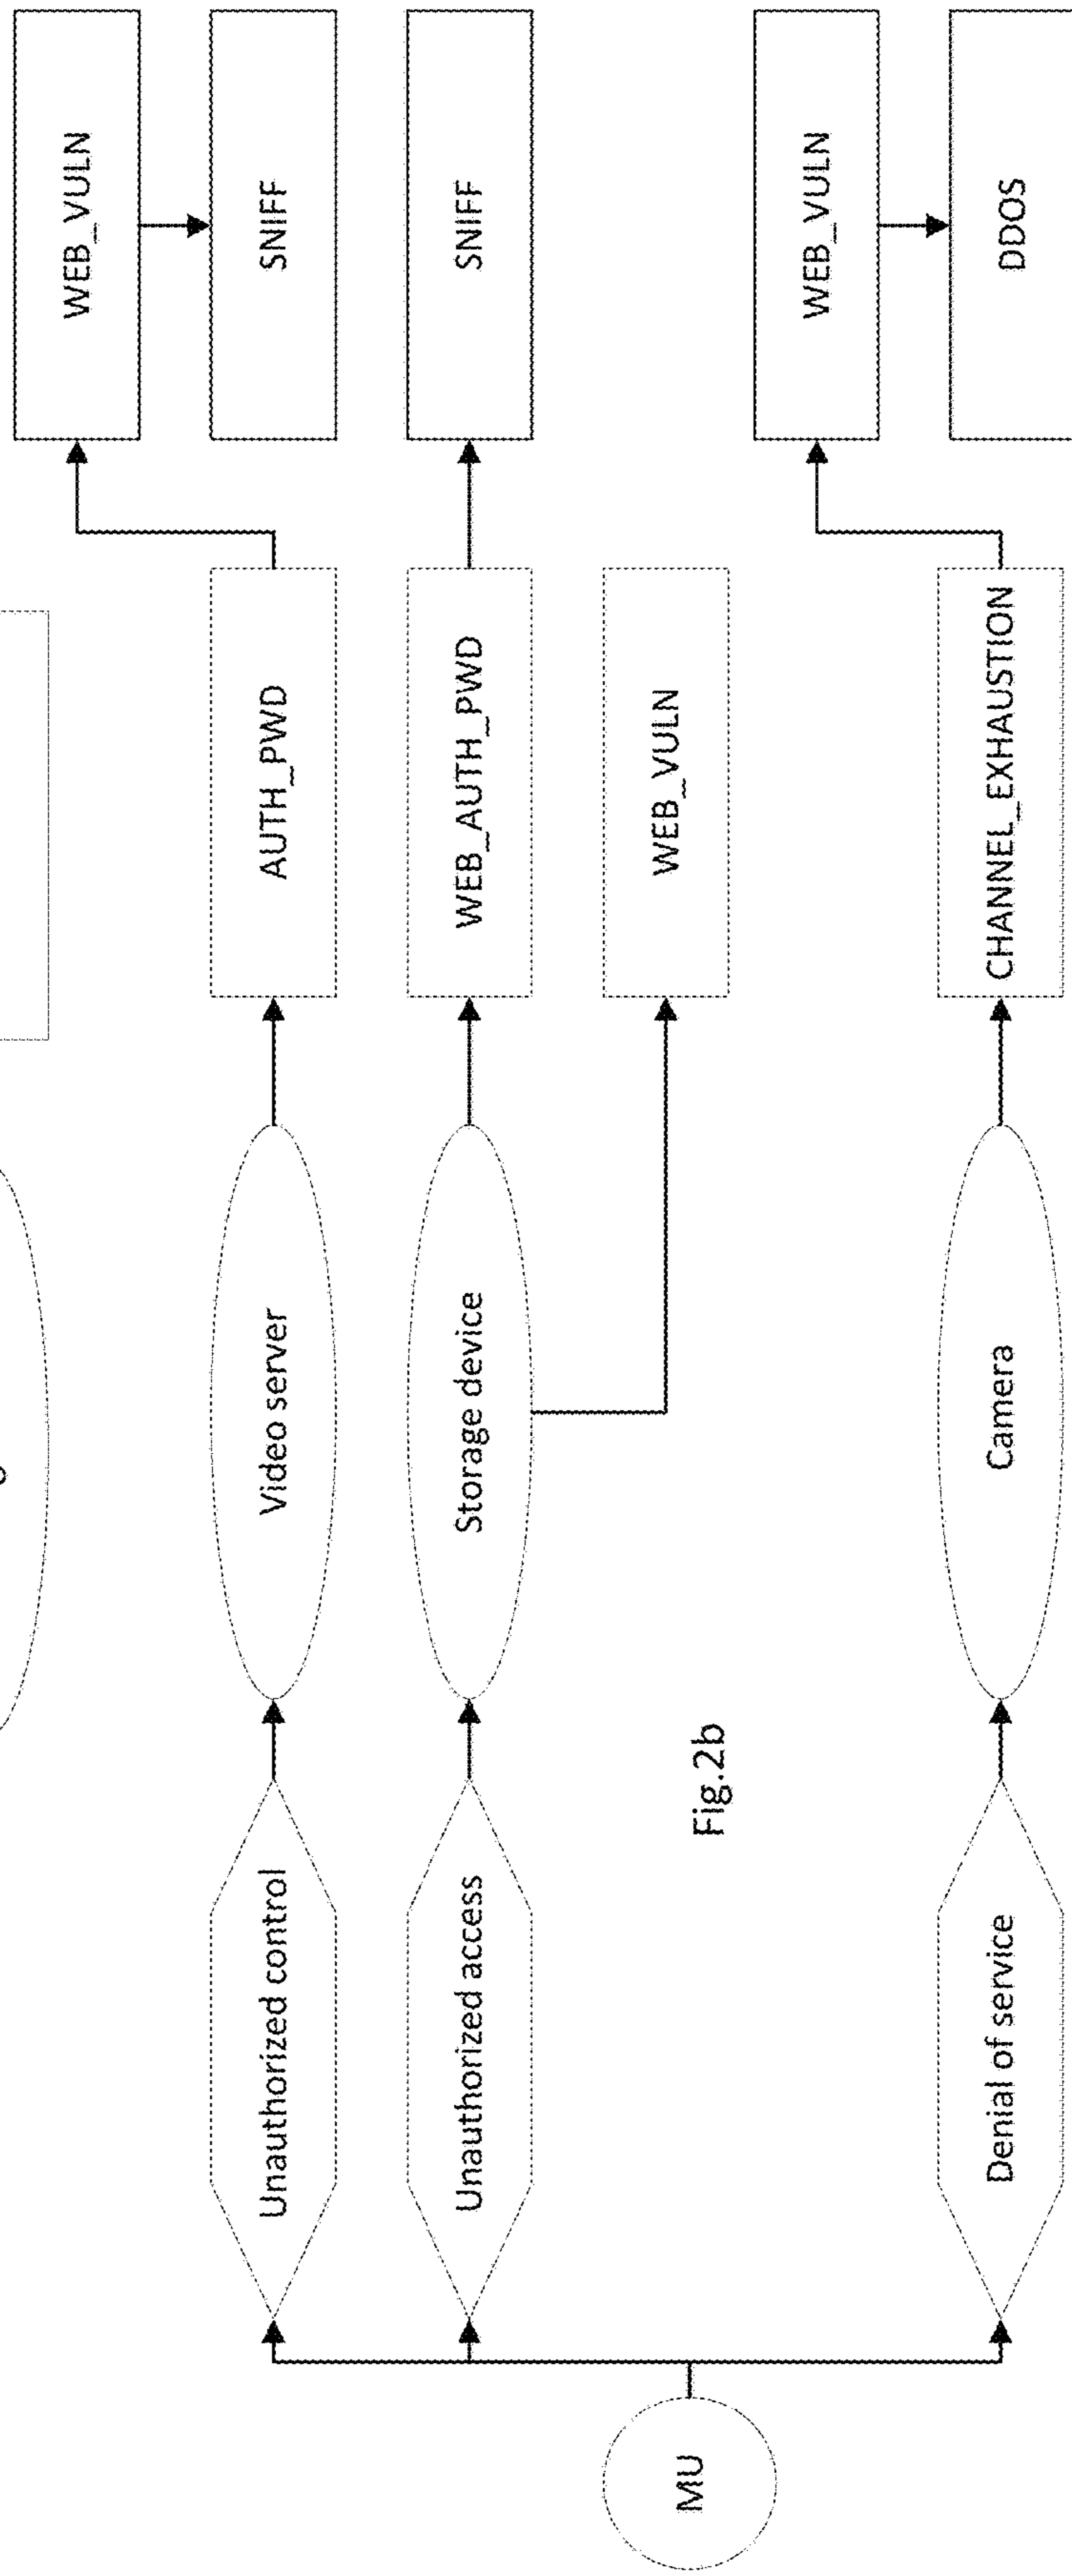 WEB_VULN
SNIFF
SNIFF
WEB_VULN
DDOS
AUTH_PWD
WEB_AUTH_PWD
WEB_VULN
CHANNEL_EXHAUSTION
Video server
Storage device
Camera
Unauthorized control
Unauthorized access
Denial of service
MU
Fig.2b